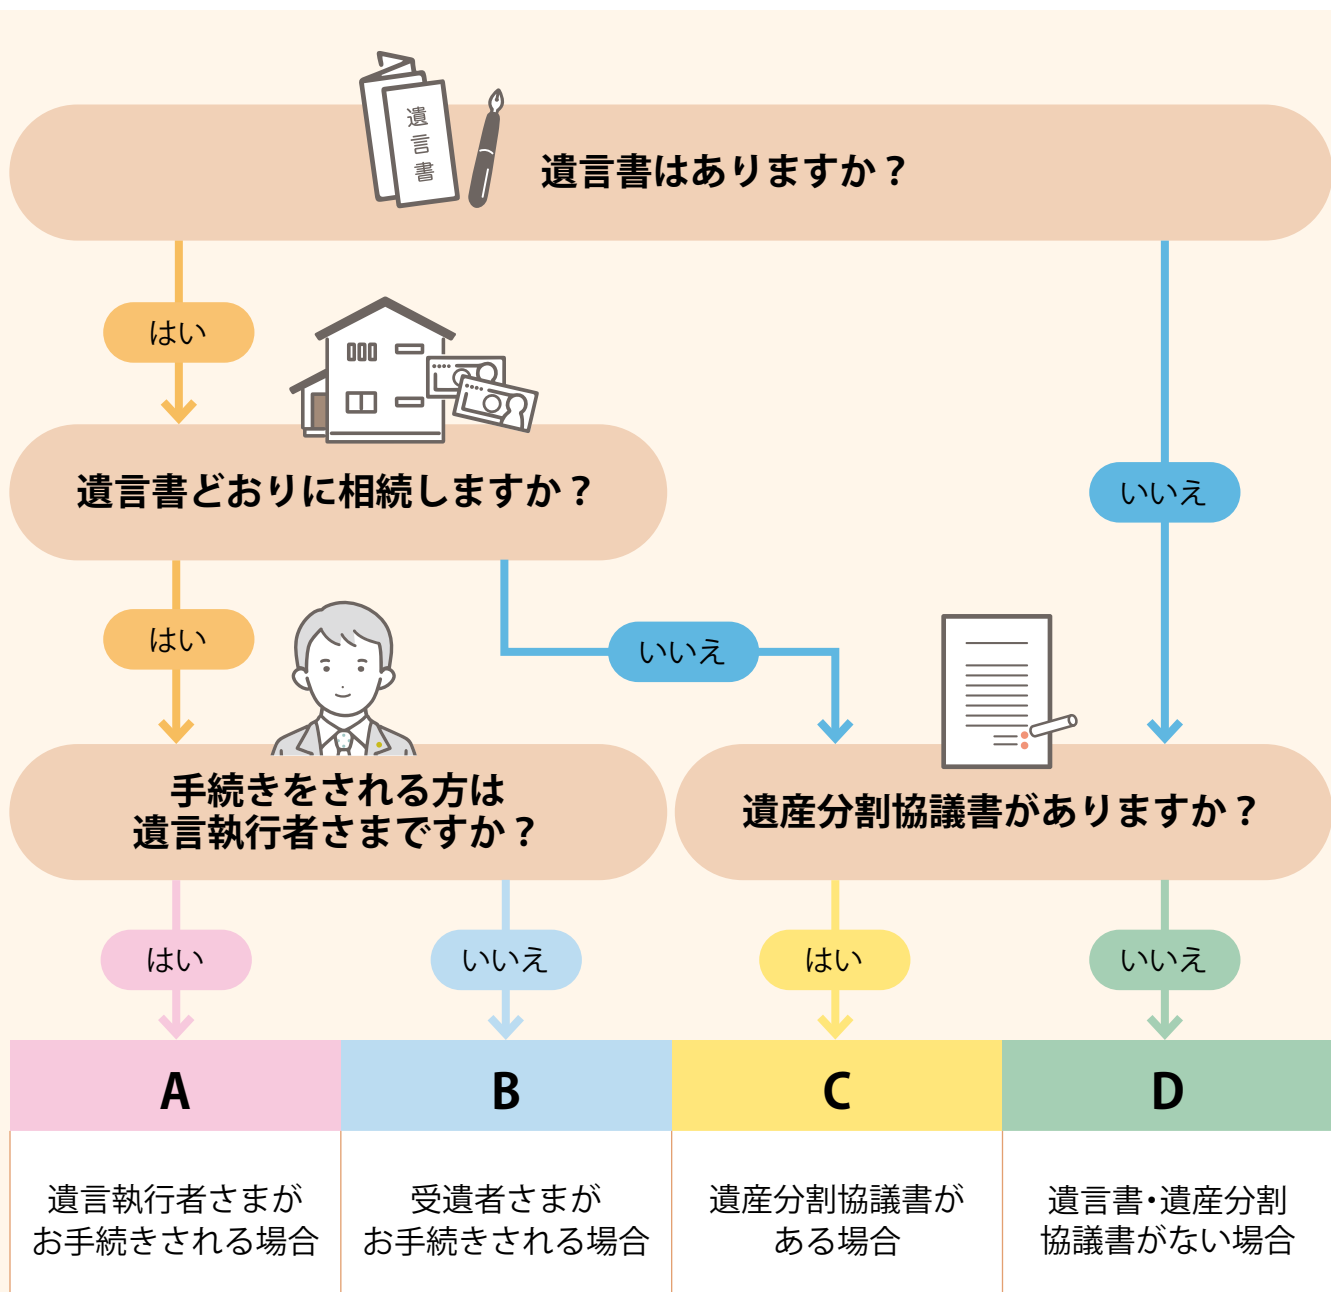 遺言書
遺言書はありますか？
はい
遺言書どおりに相続しますか？
いいえ
はい
いいえ
手続きをされる方は
遺言執行者さまですか？
遺産分割協議書がありますか？
はい
いいえ
はい
いいえ
A
B
C
D
遺言執行者さまが
お手続きされる場合
受遺者さまが
お手続きされる場合
遺産分割協議書が
ある場合
遺言書・遺産分割
協議書がない場合